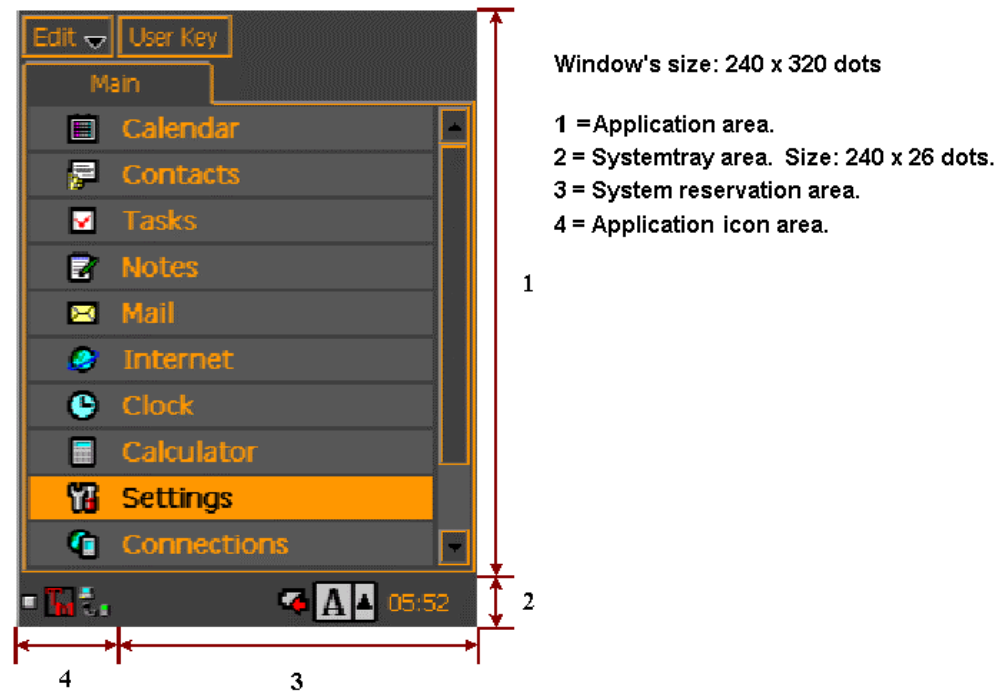 Edit User Key
Main
Calendar
Contacts
Tasks
Notes
Mail
Internet
Clock
Calculator
Settings
Connections
TM A 05:52
Window's size: 240 x 320 dots
1 =Application area.
2 = Systemtray area. Size: 240 x 26 dots.
3 = System reservation area.
4 = Application icon area.
1
2
4 3